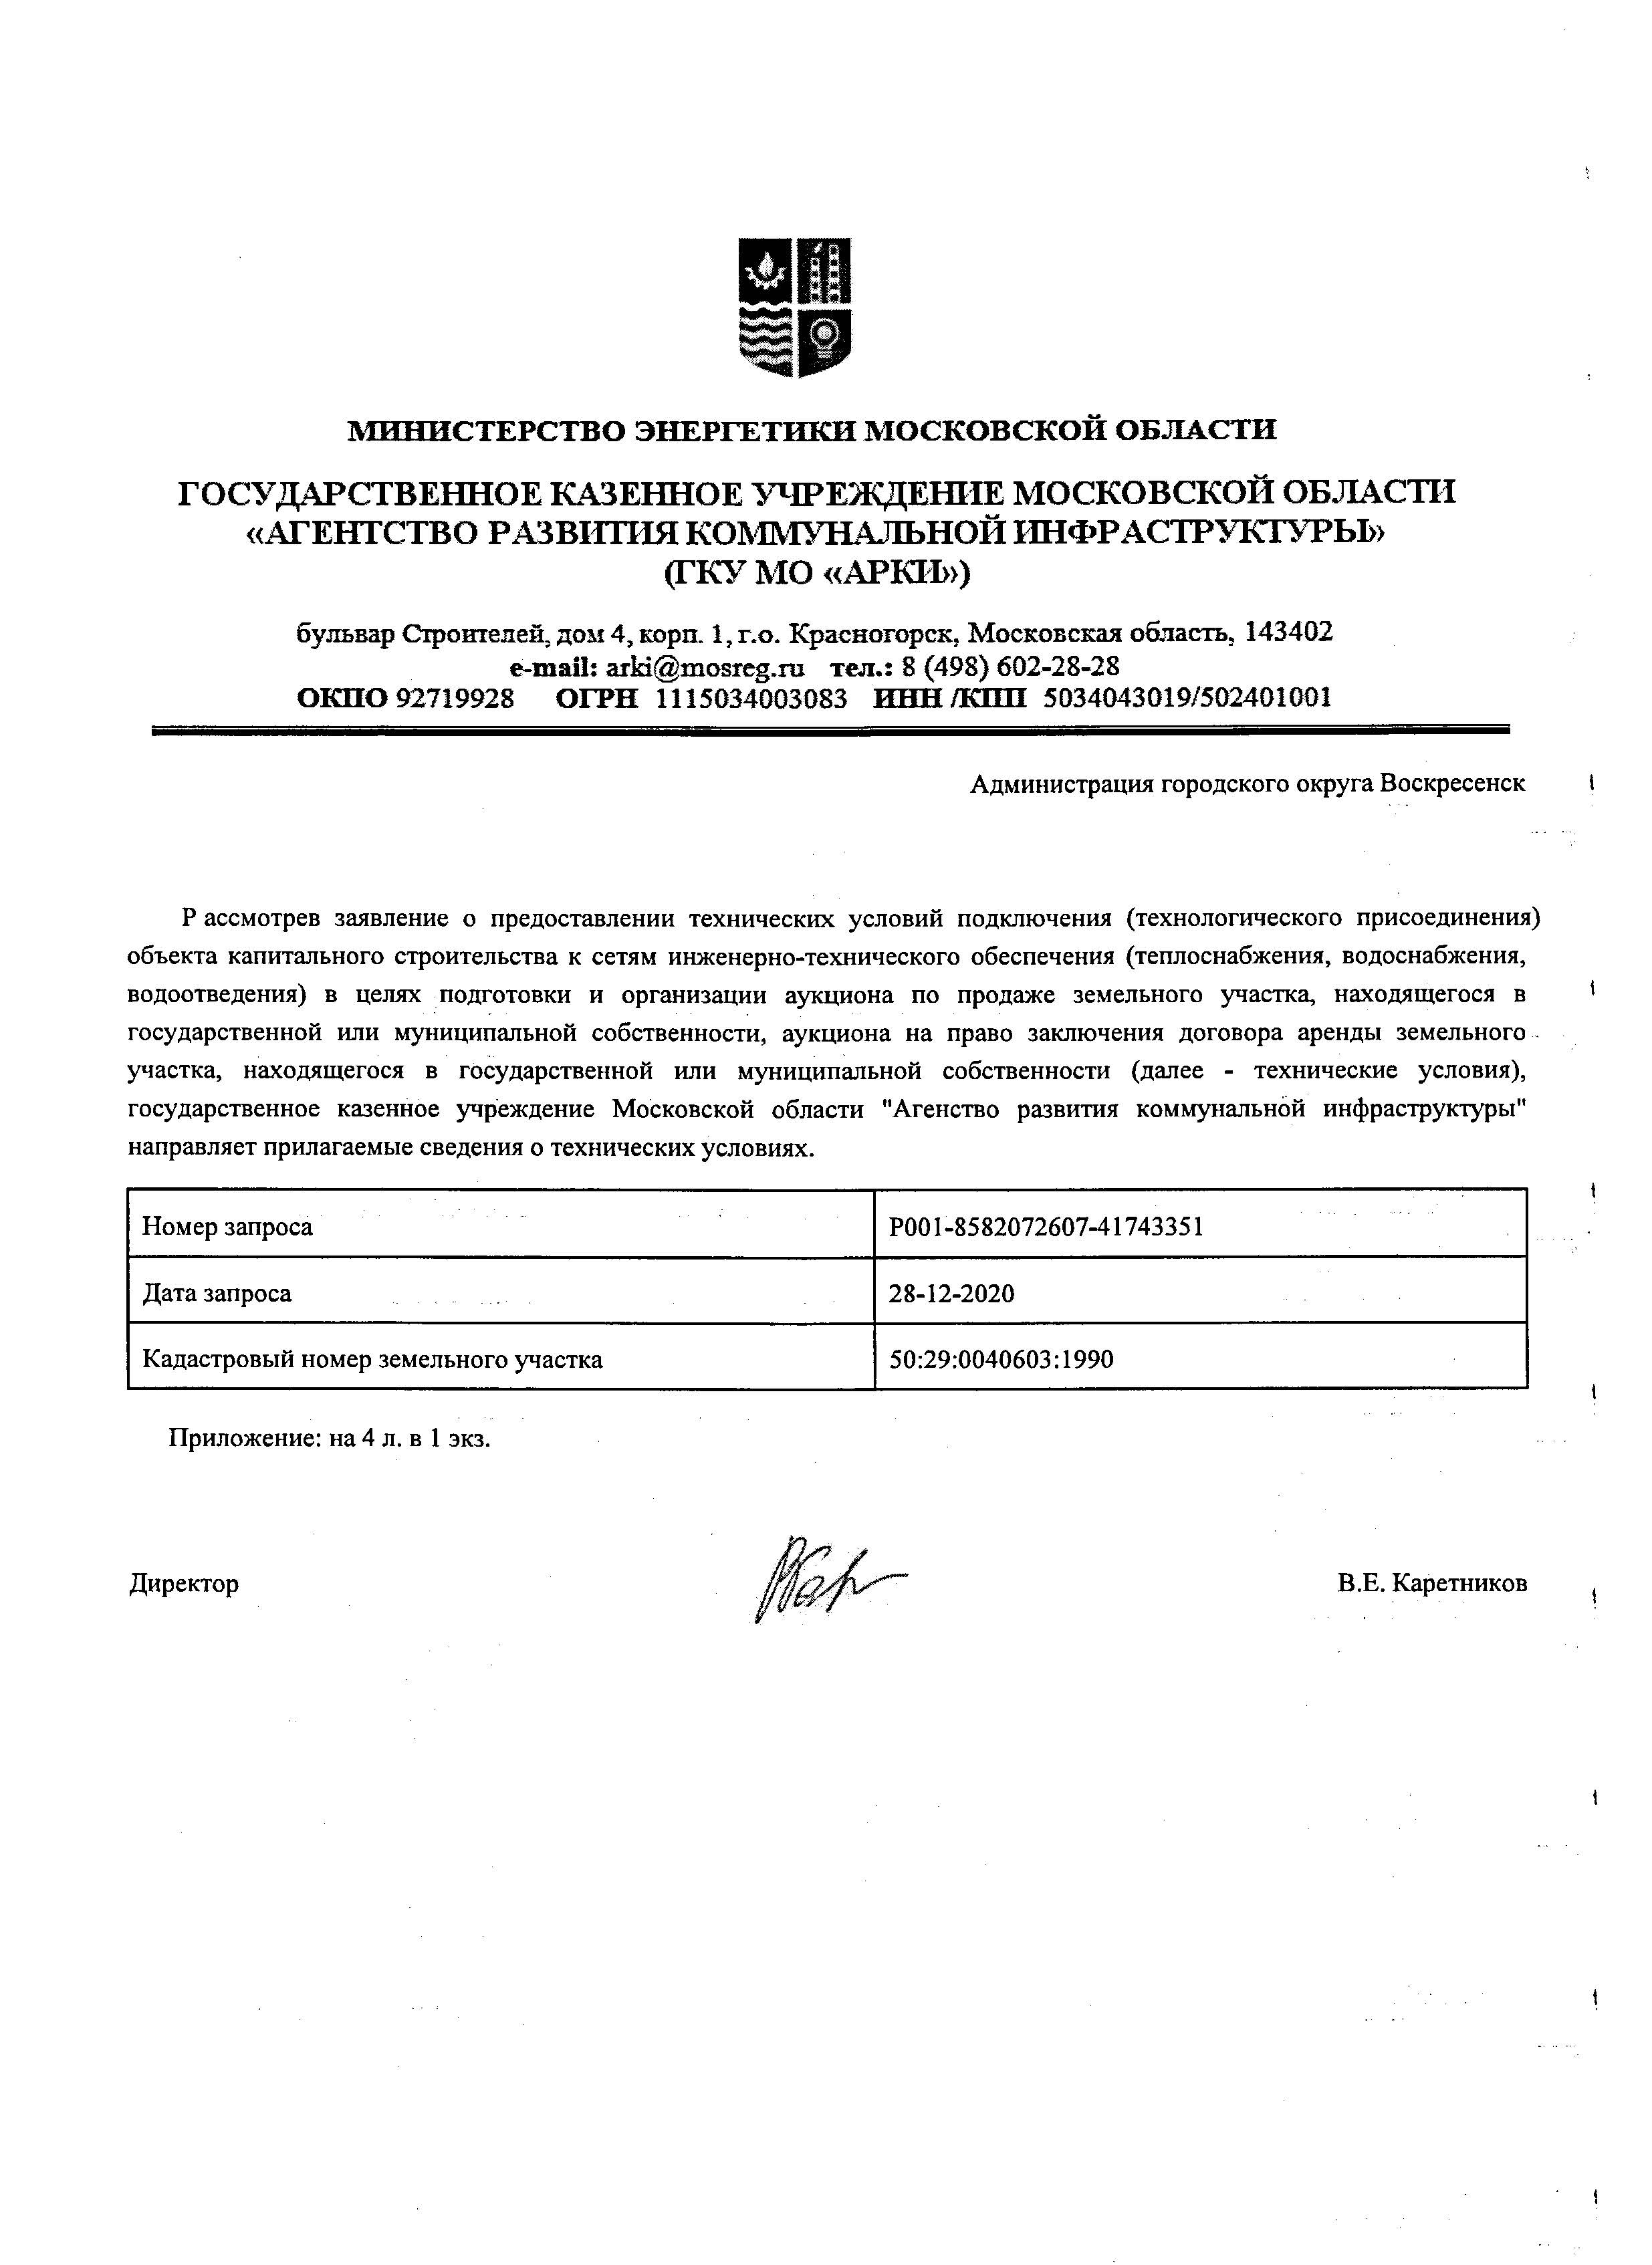 МИНИСТЕРСТВО ЭНЕРГЕТИКИ МОСКОВСКОЙ ОБЛАСТИ
ГОСУДАРСТВЕННОЕ КАЗЕННОЕ УЧРЕЖДЕНИЕ МОСКОВСКОЙ ОБЛАСТИ
«АГЕНТСТВО РАЗВИТИЯ КОММУНАЛЬНОЙ ИНФРАСТРУКТУРЫ»
(ГКУ МО «АРКИ»)
бульвар Строителей, дом 4, корп. 1, г.о. Красногорск, Московская область, 143402
e-mail: arki@mosreg.ru тел.: 8 (498) 602-28-28
ОКПО 92719928 ОГРН 1115034003083 ИНН /КПП 5034043019/502401001
Администрация городского округа Воскресенск
Р ассмотрев заявление о предоставлении технических условий подключения (технологического присоединения)
объекта капитального строительства к сетям инженерно-технического обеспечения (теплоснабжения, водоснабжения,
водоотведения) в целях подготовки и организации аукциона по продаже земельного участка, находящегося в
государственной или муниципальной собственности, аукциона на право заключения договора аренды земельного
участка, находящегося в государственной или муниципальной собственности (далее - технические условия),
государственное казенное учреждение Московской области "Агенство развития коммунальной инфраструктуры"
направляет прилагаемые сведения о технических условиях.
Номер запроса Р001-8582072607-41743351
Дата запроса 28-12-2020
Кадастровый номер земельного участка 50:29:0040603:1990
Приложение: на 4 л. в 1 экз.
Директор В.Е. Каретников